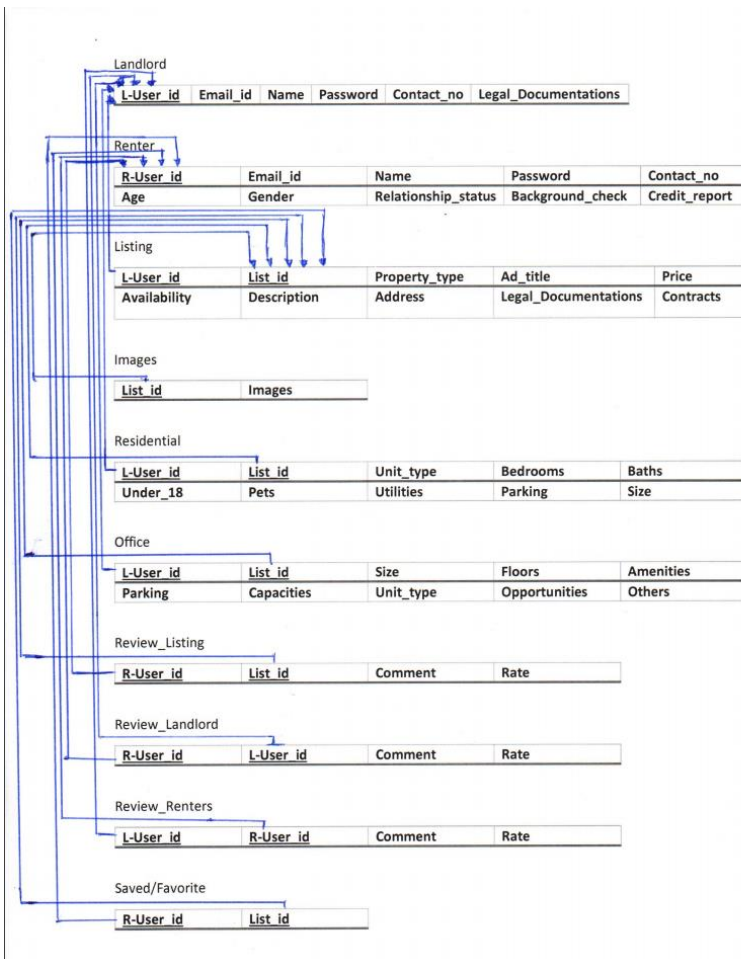 Landlord
L-User_id Email_id Name Password Contact_no Legal_Documentations
Renter
R-User_id Email_id Name Password Contact_no
Age Gender Relationship_status Background_check Credit_report
Listing
L-User_id List_id Property_type Ad_title Price
Availability Description Address Legal_Documentations Contracts
Images
List_id Images
Residential
L-User_id List_id Unit_type Bedrooms Baths
Under_18 Pets Utilities Parking Size
Office
L-User_id List_id Size Floors Amenities
Parking Capacities Unit_type Opportunities Others
Review_Listing
R-User_id List_id Comment Rate
Review_Landlord
R-User_id L-User_id Comment Rate
Review_Renters
L-User_id R-User_id Comment Rate
Saved/Favorite
R-User_id List_id